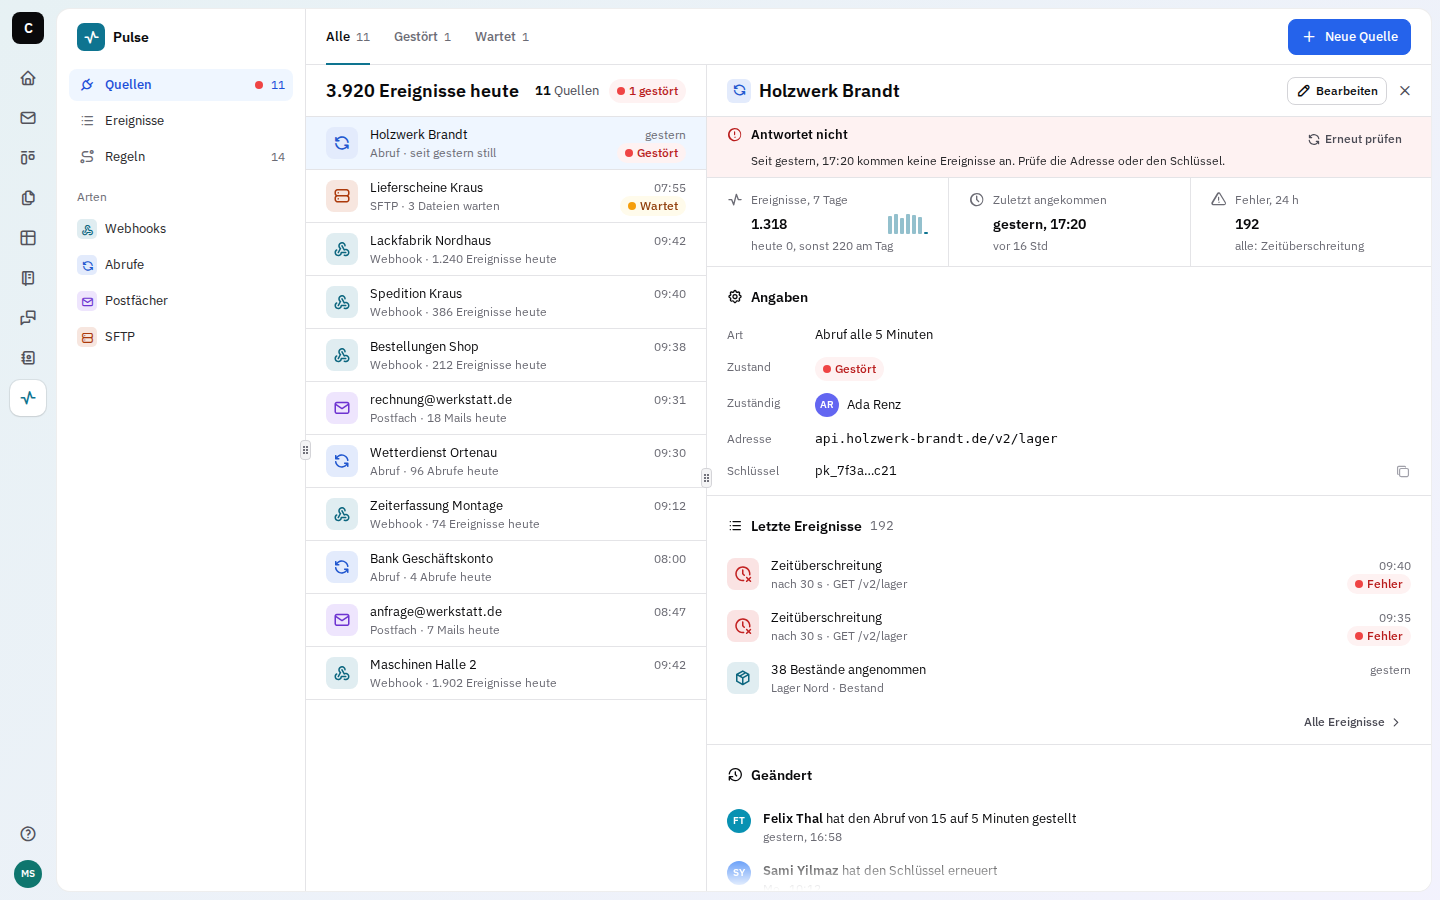 C
Pulse
Quellen 11
Ereignisse
Regeln 14
Arten
Webhooks
Abrufe
Postfächer
SFTP
MS
Alle 11 Gestört 1 Wartet 1
Neue Quelle
3.920 Ereignisse heute 11 Quellen 1 gestört
Holzwerk Brandt gestern
Abruf · seit gestern still Gestört
Lieferscheine Kraus 07:55
SFTP · 3 Dateien warten Wartet
Lackfabrik Nordhaus 09:42
Webhook · 1.240 Ereignisse heute
Spedition Kraus 09:40
Webhook · 386 Ereignisse heute
Bestellungen Shop 09:38
Webhook · 212 Ereignisse heute
rechnung@werkstatt.de 09:31
Postfach · 18 Mails heute
Wetterdienst Ortenau 09:30
Abruf · 96 Abrufe heute
Zeiterfassung Montage 09:12
Webhook · 74 Ereignisse heute
Bank Geschäftskonto 08:00
Abruf · 4 Abrufe heute
anfrage@werkstatt.de 08:47
Postfach · 7 Mails heute
Maschinen Halle 2 09:42
Webhook · 1.902 Ereignisse heute
Holzwerk Brandt Bearbeiten
Antwortet nicht
Erneut prüfen
Seit gestern, 17:20 kommen keine Ereignisse an. Prüfe die Adresse oder den Schlüssel.
Ereignisse, 7 Tage
1.318
heute 0, sonst 220 am Tag
Zuletzt angekommen
gestern, 17:20
vor 16 Std
Fehler, 24 h
192
alle: Zeitüberschreitung
Angaben
Art Abruf alle 5 Minuten
Zustand Gestört
Zuständig AR Ada Renz
Adresse api.holzwerk-brandt.de/v2/lager
Schlüssel pk_7f3a…c21
Letzte Ereignisse 192
Zeitüberschreitung 09:40
nach 30 s · GET /v2/lager Fehler
Zeitüberschreitung 09:35
nach 30 s · GET /v2/lager Fehler
38 Bestände angenommen gestern
Lager Nord · Bestand
Alle Ereignisse
Geändert
FT Felix Thal hat den Abruf von 15 auf 5 Minuten gestellt
gestern, 16:58
SY Sami Yilmaz hat den Schlüssel erneuert